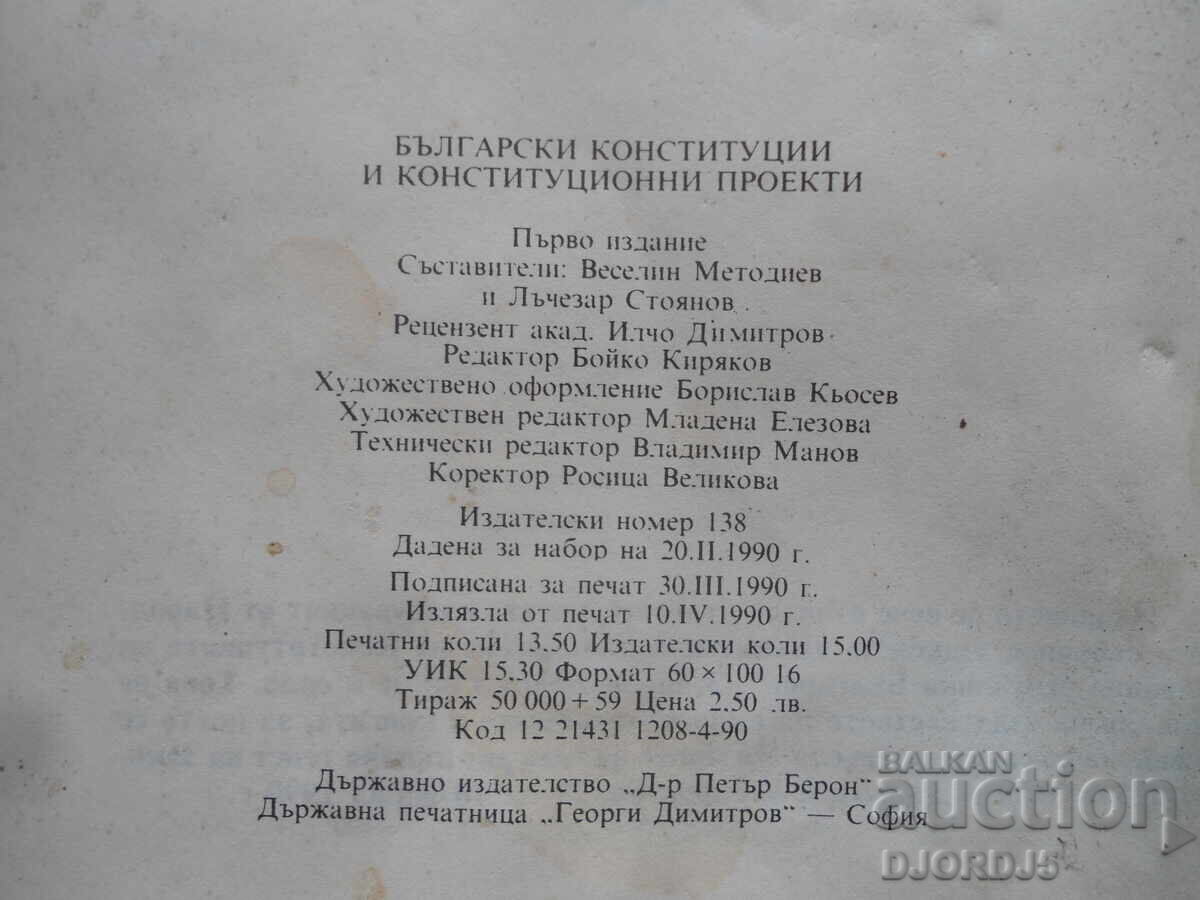 БЪЛГАРСКИ КОНСТИТУЦИИ
И КОНСТИТУЦИОННИ ПРОЕКТИ
Първо издание
Съставители: Веселин Методиев
и Лъчезар Стоянов
Рецензент акад. Илчо Димитров
Редактор Бойко Киряков
Художествено оформление Борислав Кьосев
Художествен редактор Младена Елезова
Технически редактор Владимир Манов
Коректор Росица Великова
Издателски номер 138
Дадена за набор на 20.II.1990 г.
Подписана за печат 30.III.1990 г.
Излязла от печат 10.IV.1990 г.
Печатни коли 13.50 Издателски коли 15.00
УИК 15.30 Формат 60 × 100 16
Тираж 50 000 + 59 Цена 2.50 лв.
Код 12 21431 1208-4-90
Държавно издателство „Д-р Петър Берон“
Държавна печатница „Георги Димитров“ — София
BALKAN
auction
DJORDJ5